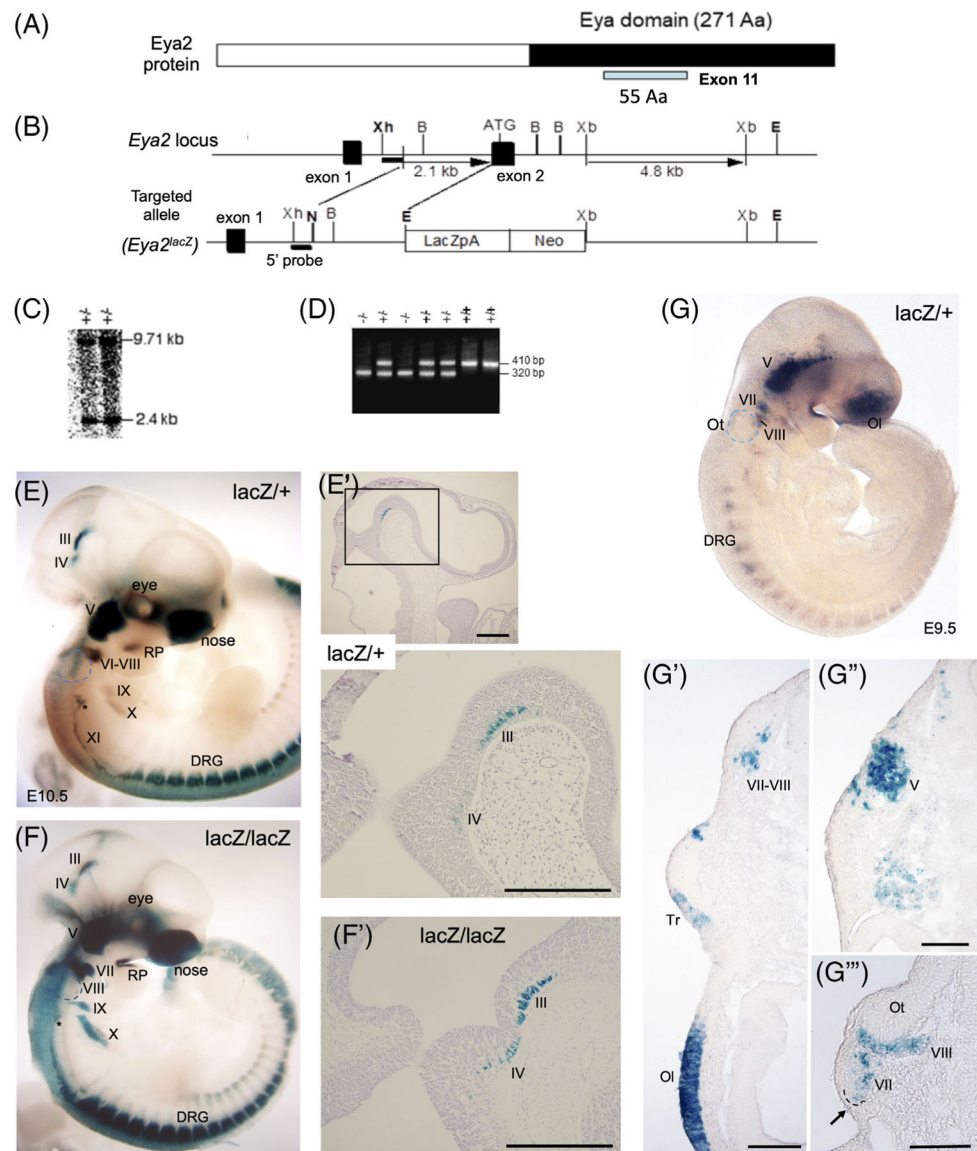 (A)
Eya domain (271 Aa)
Eya2
protein
Exon 11
55 Aa
(B)
Eya2 locus
Xh
B
ATG
B
B
Xb
Xb
E
exon 1
2.1 kb
exon 2
4.8 kb
Targeted
allele
(Eya2lacZ)
exon 1
Xh
N
B
E
Xb
Xb
E
LacZpA
Neo
5' probe
(C)
+/-
+/-
9.71 kb
2.4 kb
(D)
-/-
+/-
-/-
+/-
+/-
+/+
+/+
410 bp
320 bp
(G)
lacZ/+
V
VII
Ot
VIII
Ol
DRG
E9.5
(E)
lacZ/+
III
IV
eye
V
nose
RP
VI-VIII
IX
*
X
XI
DRG
E10.5
(E')
lacZ/+
III
IV
(F)
lacZ/lacZ
III
IV
eye
V
nose
VII
RP
VIII
IX
*
X
DRG
(F')
lacZ/lacZ
III
IV
(G')
VII-VIII
Tr
Ol
(G'')
V
(G''')
Ot
VIII
VII